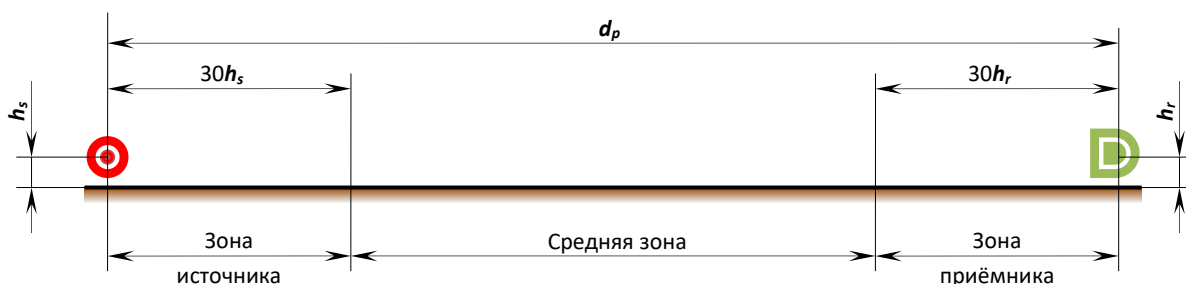 dₚ
30hₛ
30hᵣ
hₛ
hᵣ
Зона
источника
Средняя зона
Зона
приёмника